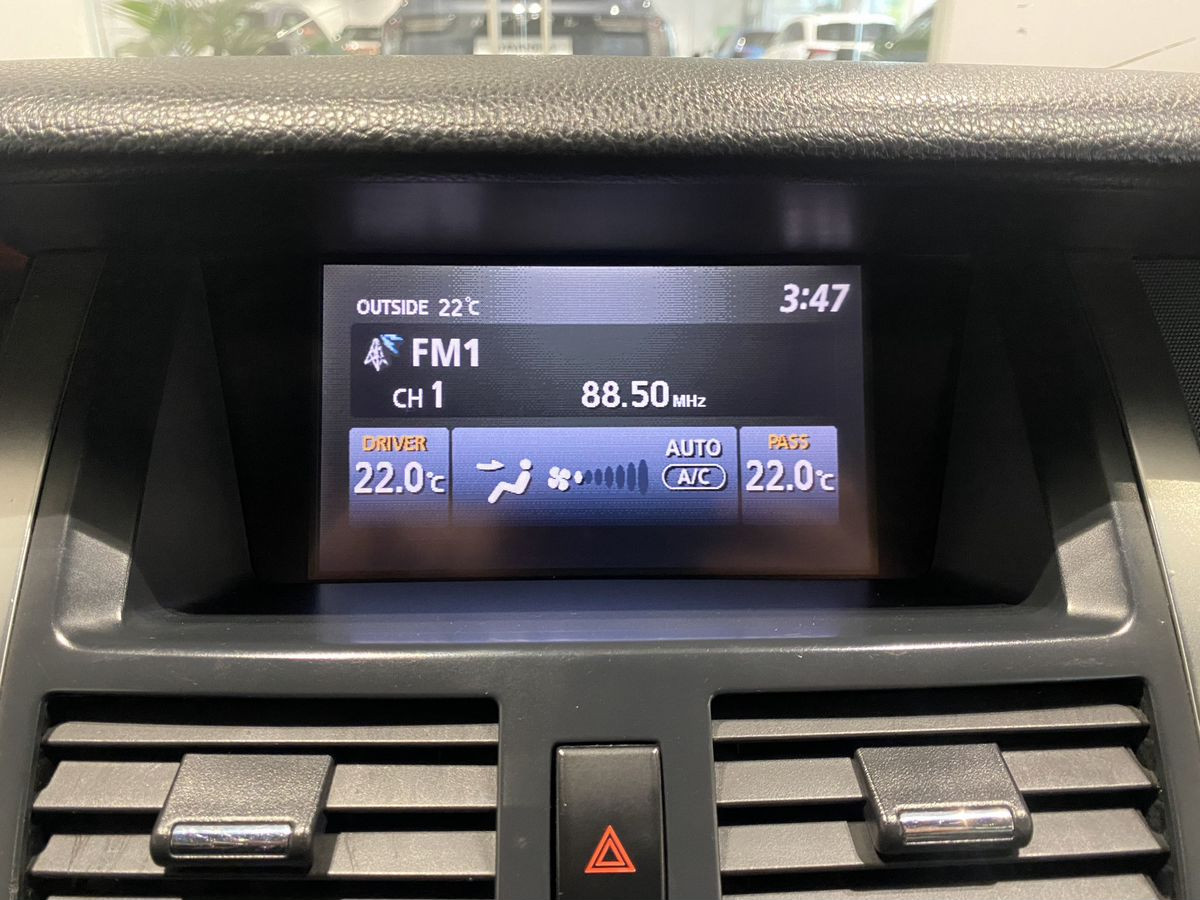 OUTSIDE 22℃
3:47
FM1
CH 1 88.50 MHz
DRIVER
22.0℃
AUTO
A/C
PASS
22.0℃